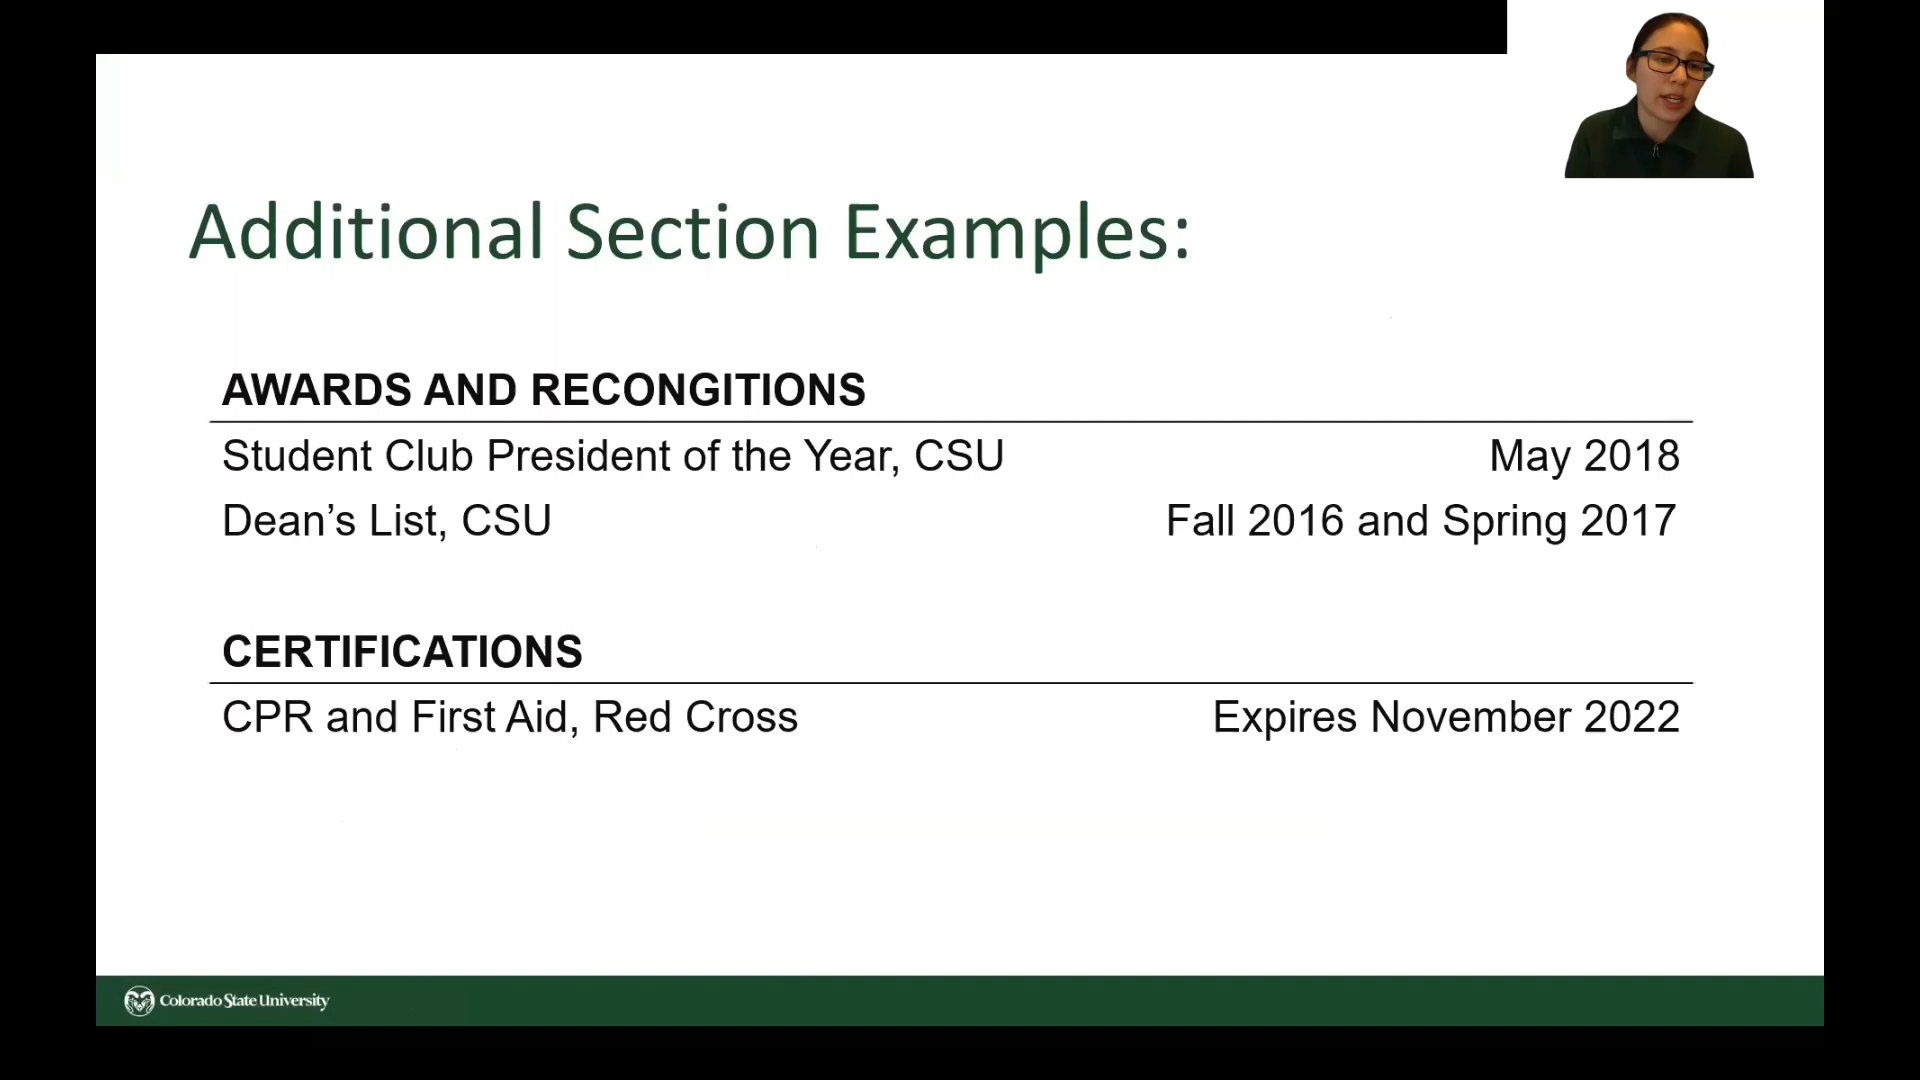 Additional Section Examples:
AWARDS AND RECONGITIONS
Student Club President of the Year, CSU May 2018
Dean’s List, CSU Fall 2016 and Spring 2017
CERTIFICATIONS
CPR and First Aid, Red Cross Expires November 2022
Colorado State University